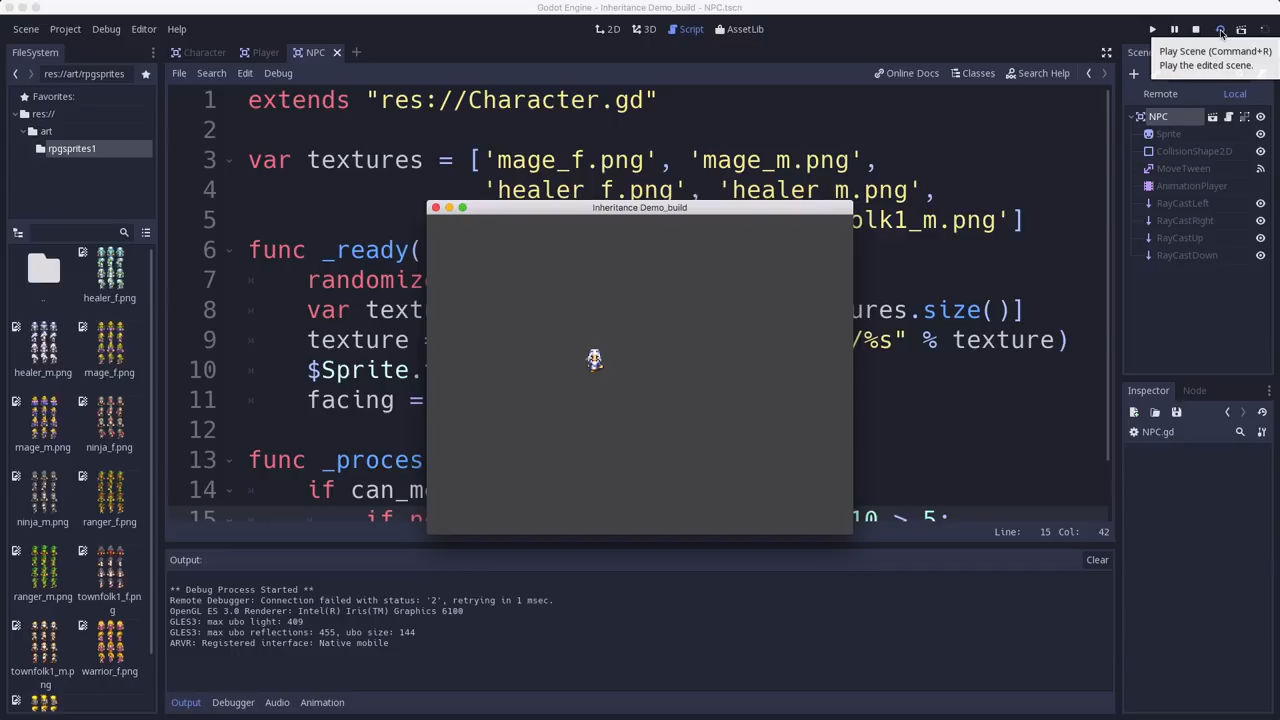 Godot Engine - Inheritance Demo_build - NPC.tscn
Scene Project Debug Editor Help
2D 3D Script AssetLib
Play Scene (Command+R)
Play the edited scene.
FileSystem
res://art/rpgsprites
Favorites:
res://
art
rpgsprites1
..
healer_f.png
healer_m.png
mage_f.png
mage_m.png
ninja_f.png
ninja_m.png
ranger_f.png
ranger_m.png
townfolk1_f.png
townfolk1_m.png
warrior_f.png
Character Player NPC
File Search Edit Debug
Online Docs Classes Search Help
1 extends "res://Character.gd"
2
3 var textures = ['mage_f.png', 'mage_m.png',
4 'healer_f.png', 'healer_m.png',
5 olk1_m.png']
6 func _ready(
7 randomiz
8 var text ures.size()]
9 texture /%s" % texture)
10 $Sprite.
11 facing =
12
13 func _proces
14 if can_m
15 10 > 5:
Inheritance Demo_build
Line: 15 Col: 42
Output:
Clear
** Debug Process Started **
Remote Debugger: Connection failed with status: '2', retrying in 1 msec.
OpenGL ES 3.0 Renderer: Intel(R) Iris(TM) Graphics 6100
GLES3: max ubo light: 409
GLES3: max ubo reflections: 455, ubo size: 144
ARVR: Registered interface: Native mobile
Output Debugger Audio Animation
Remote Local
NPC
Sprite
CollisionShape2D
MoveTween
AnimationPlayer
RayCastLeft
RayCastRight
RayCastUp
RayCastDown
Inspector Node
NPC.gd